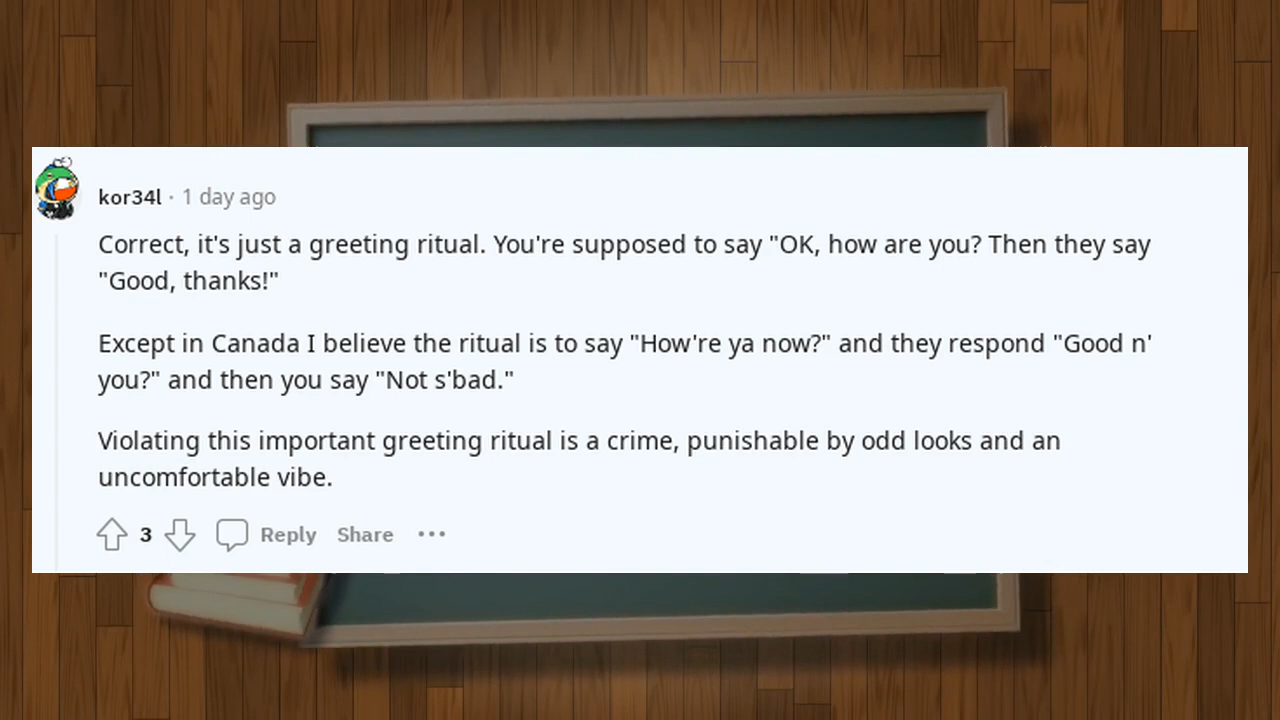 kor34l · 1 day ago
Correct, it's just a greeting ritual. You're supposed to say "OK, how are you? Then they say
"Good, thanks!"
Except in Canada I believe the ritual is to say "How're ya now?" and they respond "Good n'
you?" and then you say "Not s'bad."
Violating this important greeting ritual is a crime, punishable by odd looks and an
uncomfortable vibe.
3 Reply Share ···